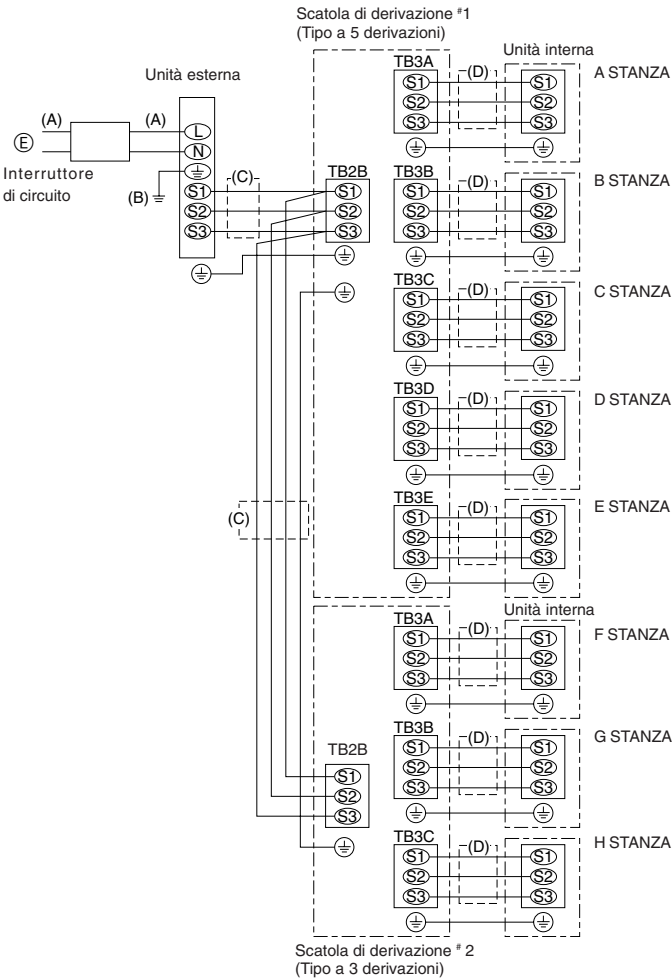 Scatola di derivazione #1
(Tipo a 5 derivazioni)
Unità esterna
Unità interna
(A)
(A)
E
Interruttore
di circuito
L
N
(B)
S1
S2
S3
(C)
TB2B
S1
S2
S3
TB3A
S1
S2
S3
(D)
S1
S2
S3
A STANZA
TB3B
S1
S2
S3
(D)
S1
S2
S3
B STANZA
TB3C
S1
S2
S3
(D)
S1
S2
S3
C STANZA
TB3D
S1
S2
S3
(D)
S1
S2
S3
D STANZA
TB3E
S1
S2
S3
(D)
S1
S2
S3
E STANZA
(C)
Unità interna
TB3A
S1
S2
S3
(D)
S1
S2
S3
F STANZA
TB2B
S1
S2
S3
TB3B
S1
S2
S3
(D)
S1
S2
S3
G STANZA
TB3C
S1
S2
S3
(D)
S1
S2
S3
H STANZA
Scatola di derivazione # 2
(Tipo a 3 derivazioni)